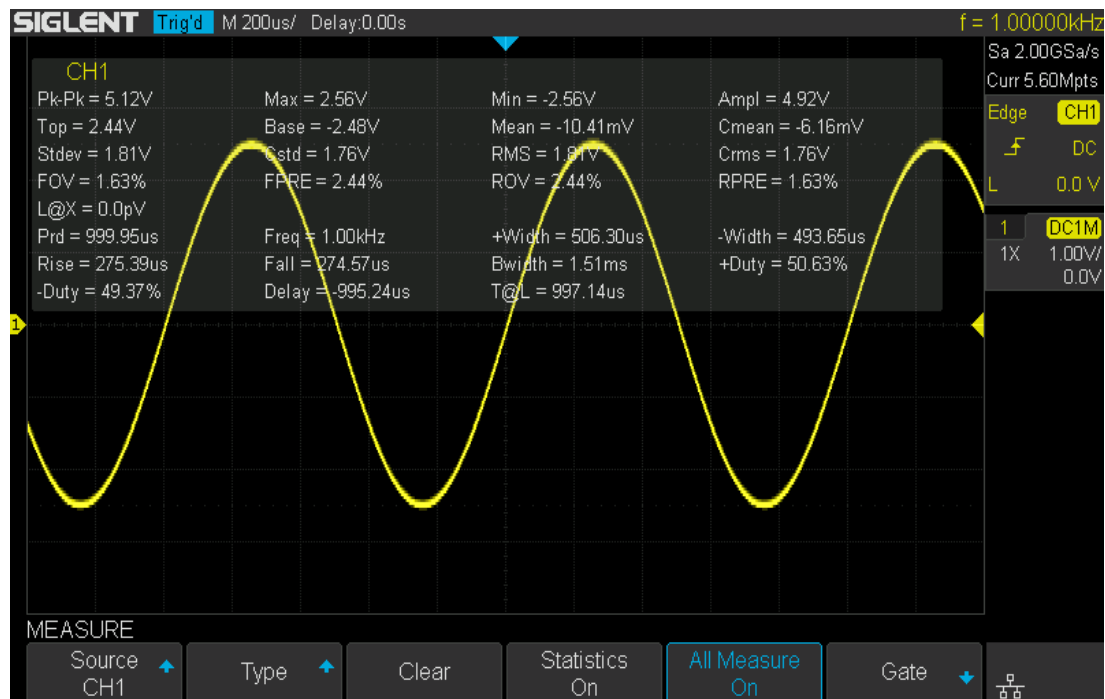 SIGLENT Trig'd M 200us/ Delay:0.00s f = 1.00000kHz
Sa 2.00GSa/s
Curr 5.60Mpts
Edge CH1
DC
L 0.0 V
1 DC1M
1X 1.00V/
0.0V
CH1
Pk-Pk = 5.12V Max = 2.56V Min = -2.56V Ampl = 4.92V
Top = 2.44V Base = -2.48V Mean = -10.41mV Cmean = -6.16mV
Stdev = 1.81V Cstd = 1.76V RMS = 1.81V Crms = 1.76V
FOV = 1.63% FPRE = 2.44% ROV = 2.44% RPRE = 1.63%
L@X = 0.0pV
Prd = 999.95us Freq = 1.00kHz +Width = 506.30us -Width = 493.65us
Rise = 275.39us Fall = 274.57us Bwidth = 1.51ms +Duty = 50.63%
-Duty = 49.37% Delay = -995.24us T@L = 997.14us
1
MEASURE
Source CH1
Type
Clear
Statistics On
All Measure On
Gate